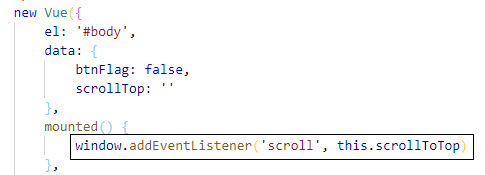 new Vue({
el: '#body',
data: {
btnFlag: false,
scrollTop: ''
},
mounted() {
window.addEventListener('scroll', this.scrollToTop)
},